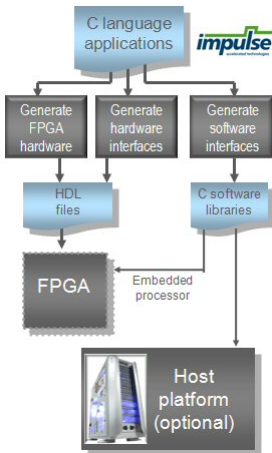 C language
applications
impulse
accelerated technologies
Generate
FPGA
hardware
Generate
hardware
interfaces
Generate
software
interfaces
HDL
files
C software
libraries
FPGA
Embedded
processor
Host
platform
(optional)